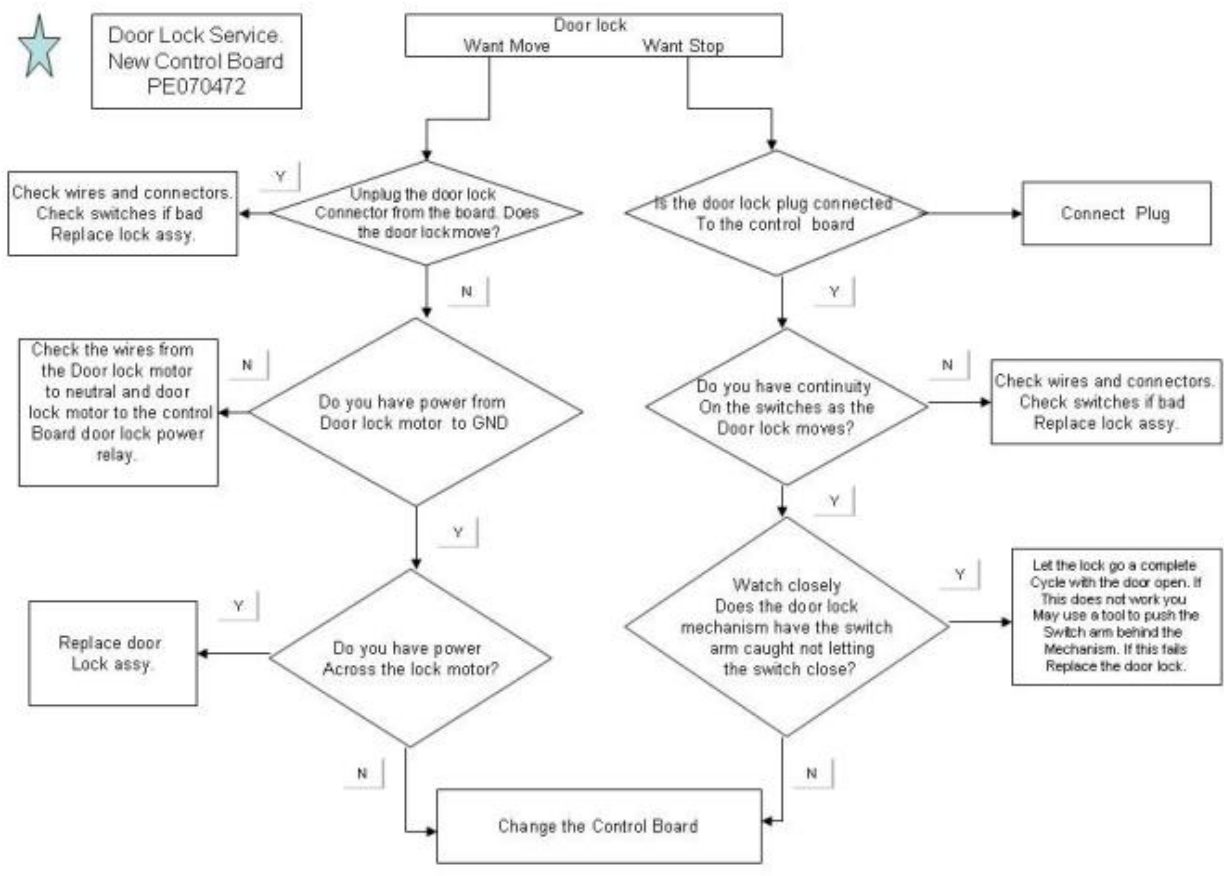 Door Lock Service.
New Control Board
PE070472
Door lock
Want Move Want Stop
Y
Unplug the door lock
Connector from the board. Does
the door lock move?
Check wires and connectors.
Check switches if bad
Replace lock assy.
N
Is the door lock plug connected
To the control board
Connect Plug
Y
Check the wires from
the Door lock motor
to neutral and door
lock motor to the control
Board door lock power
relay.
N
Do you have power from
Door lock motor to GND
Do you have continuity
On the switches as the
Door lock moves?
N
Check wires and connectors.
Check switches if bad
Replace lock assy.
Y
Y
Replace door
Lock assy.
Y
Do you have power
Across the lock motor?
Watch closely
Does the door lock
mechanism have the switch
arm caught not letting
the switch close?
Y
Let the lock go a complete
Cycle with the door open. If
This does not work you
May use a tool to push the
Switch arm behind the
Mechanism. If this fails
Replace the door lock.
N
N
Change the Control Board